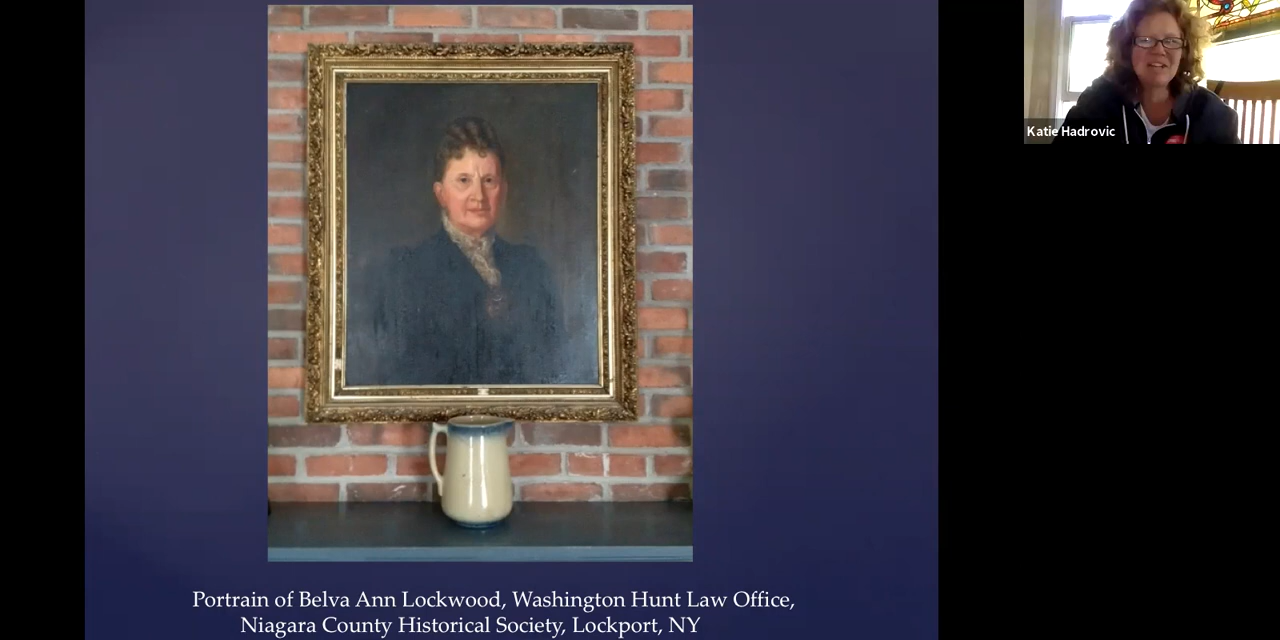 Katie Hadrovic
Portrain of Belva Ann Lockwood, Washington Hunt Law Office,
Niagara County Historical Society, Lockport, NY